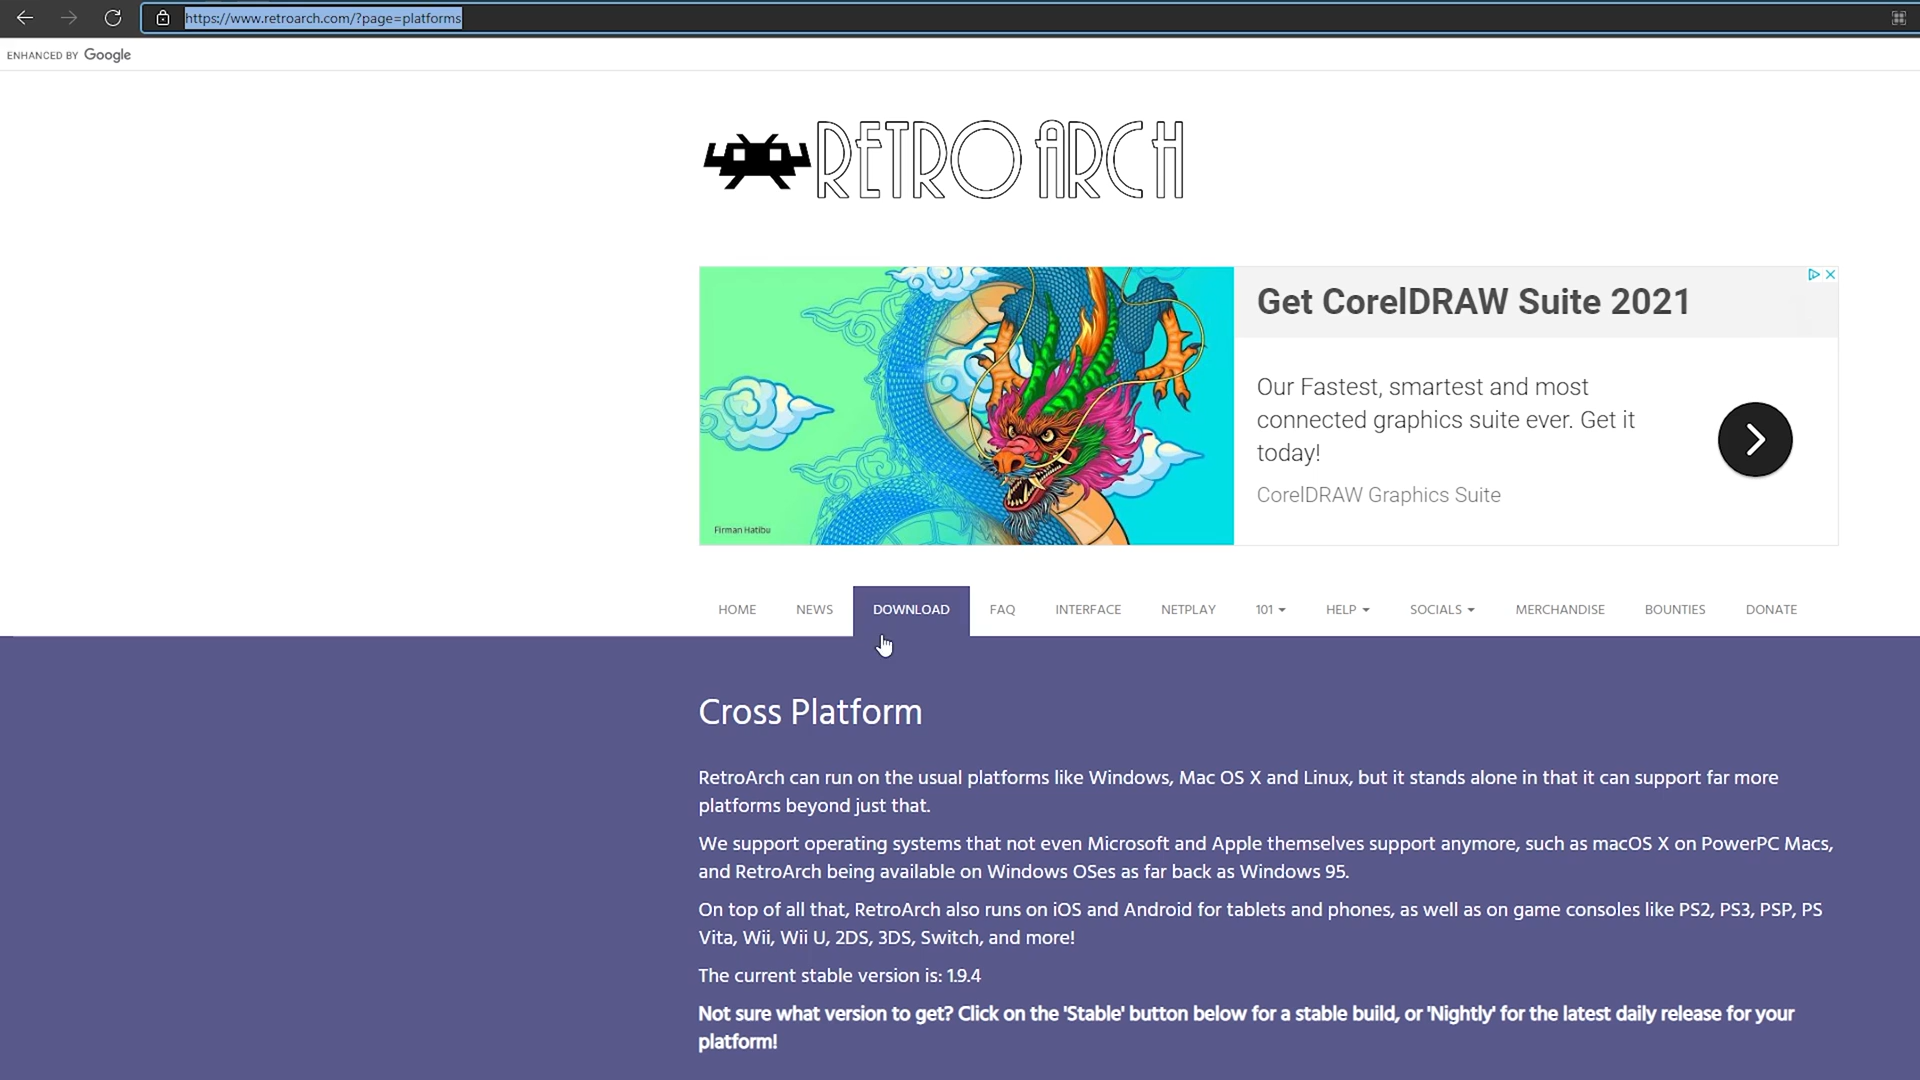 https://www.retroarch.com/?page=platforms
ENHANCED BY Google
RETROARCH
Get CorelDRAW Suite 2021
Our Fastest, smartest and most
connected graphics suite ever. Get it
today!
CorelDRAW Graphics Suite
Firman Hatibu
HOME NEWS DOWNLOAD FAQ INTERFACE NETPLAY 101 HELP SOCIALS MERCHANDISE BOUNTIES DONATE
Cross Platform
RetroArch can run on the usual platforms like Windows, Mac OS X and Linux, but it stands alone in that it can support far more
platforms beyond just that.
We support operating systems that not even Microsoft and Apple themselves support anymore, such as macOS X on PowerPC Macs,
and RetroArch being available on Windows OSes as far back as Windows 95.
On top of all that, RetroArch also runs on iOS and Android for tablets and phones, as well as on game consoles like PS2, PS3, PSP, PS
Vita, Wii, Wii U, 2DS, 3DS, Switch, and more!
The current stable version is: 1.9.4
Not sure what version to get? Click on the 'Stable' button below for a stable build, or 'Nightly' for the latest daily release for your
platform!